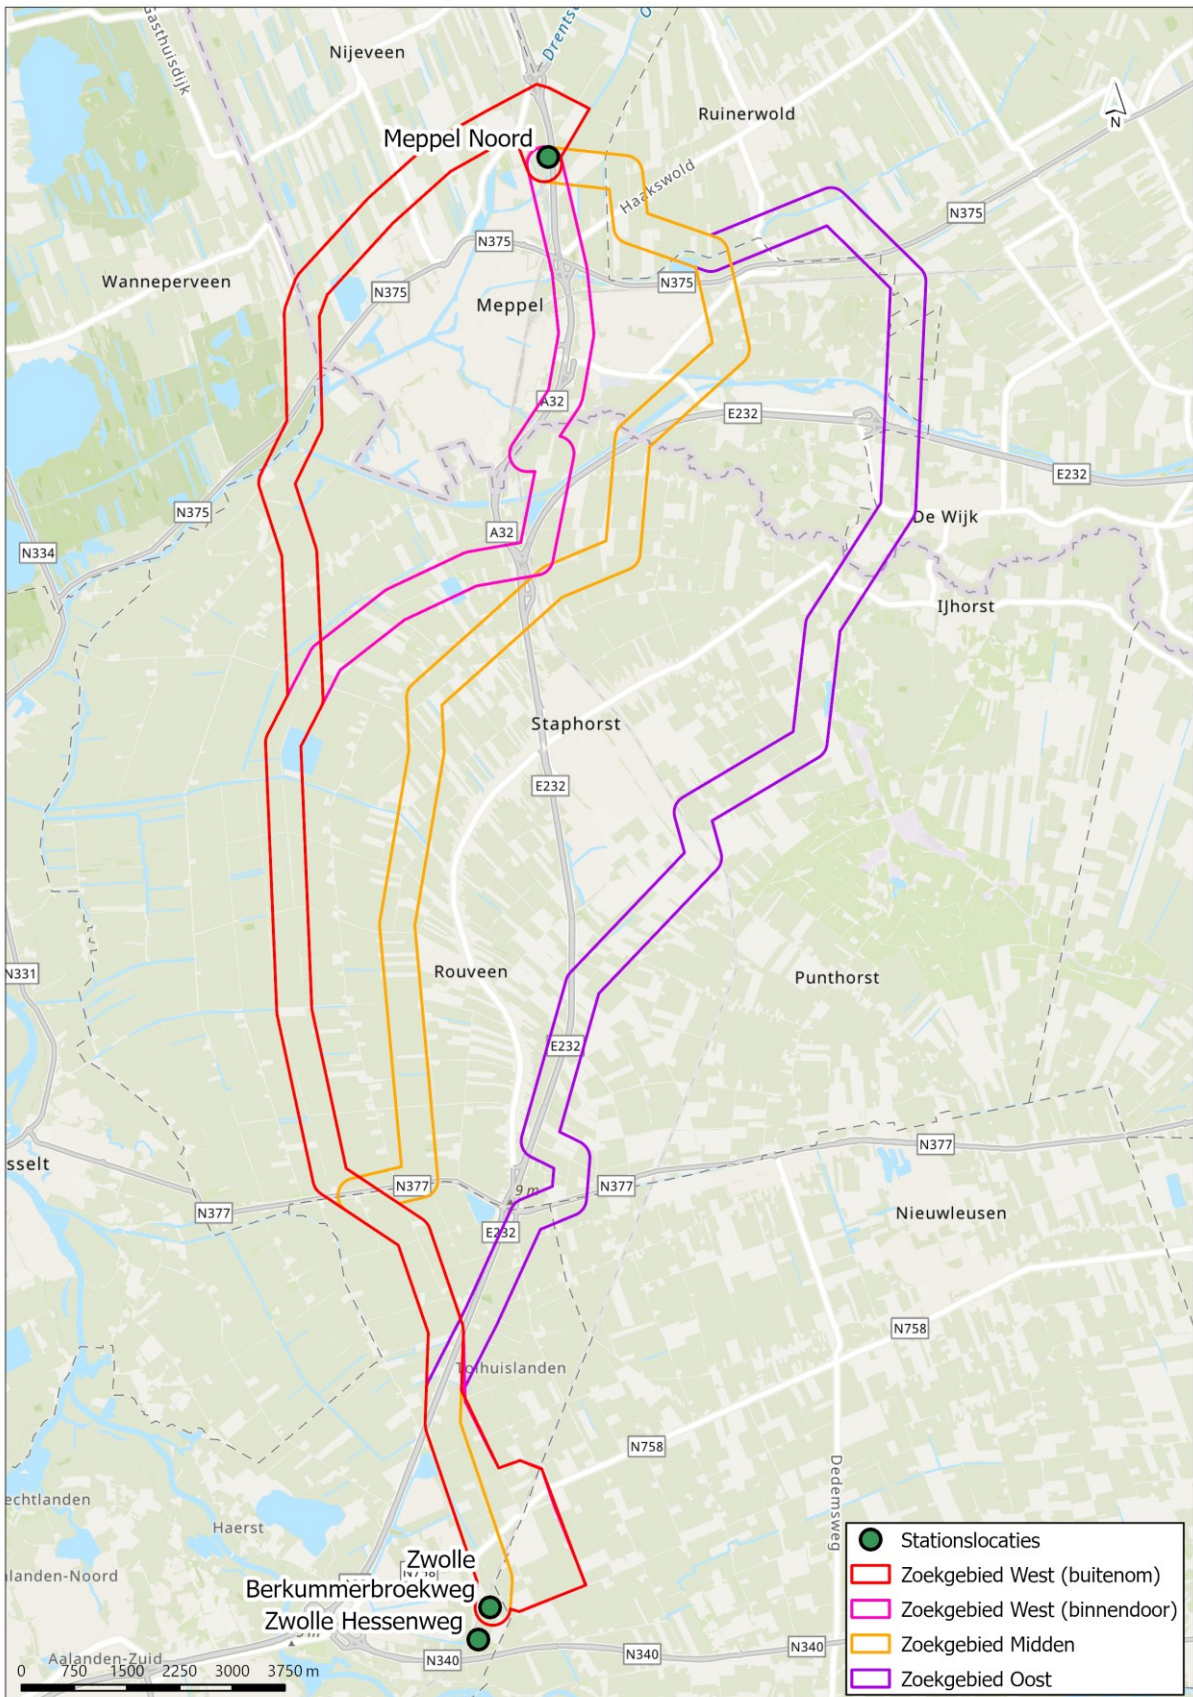 Gasthuisdijk
Nijeveen
Ruinerwold
N
Meppel Noord
Haakswold
N375
N375
Wanneperveen
N375
N375
Meppel
A32
E232
E232
N375
De Wijk
A32
N334
IJhorst
Staphorst
E232
Rouveen
Punthorst
N331
E232
N377
sselt
N377
N377
9 m
N377
Nieuwleusen
E232
N758
Tolhuislanden
N758
Dedemsweg
echtlanden
Haerst
Zwolle
Berkummerbroekweg
Zwolle Hessenweg
alanden-Noord
Aalanden-Zuid
N340
N340
N340
0 750 1500 2250 3000 3750 m
Stationslocaties
Zoekgebied West (buitenom)
Zoekgebied West (binnendoor)
Zoekgebied Midden
Zoekgebied Oost